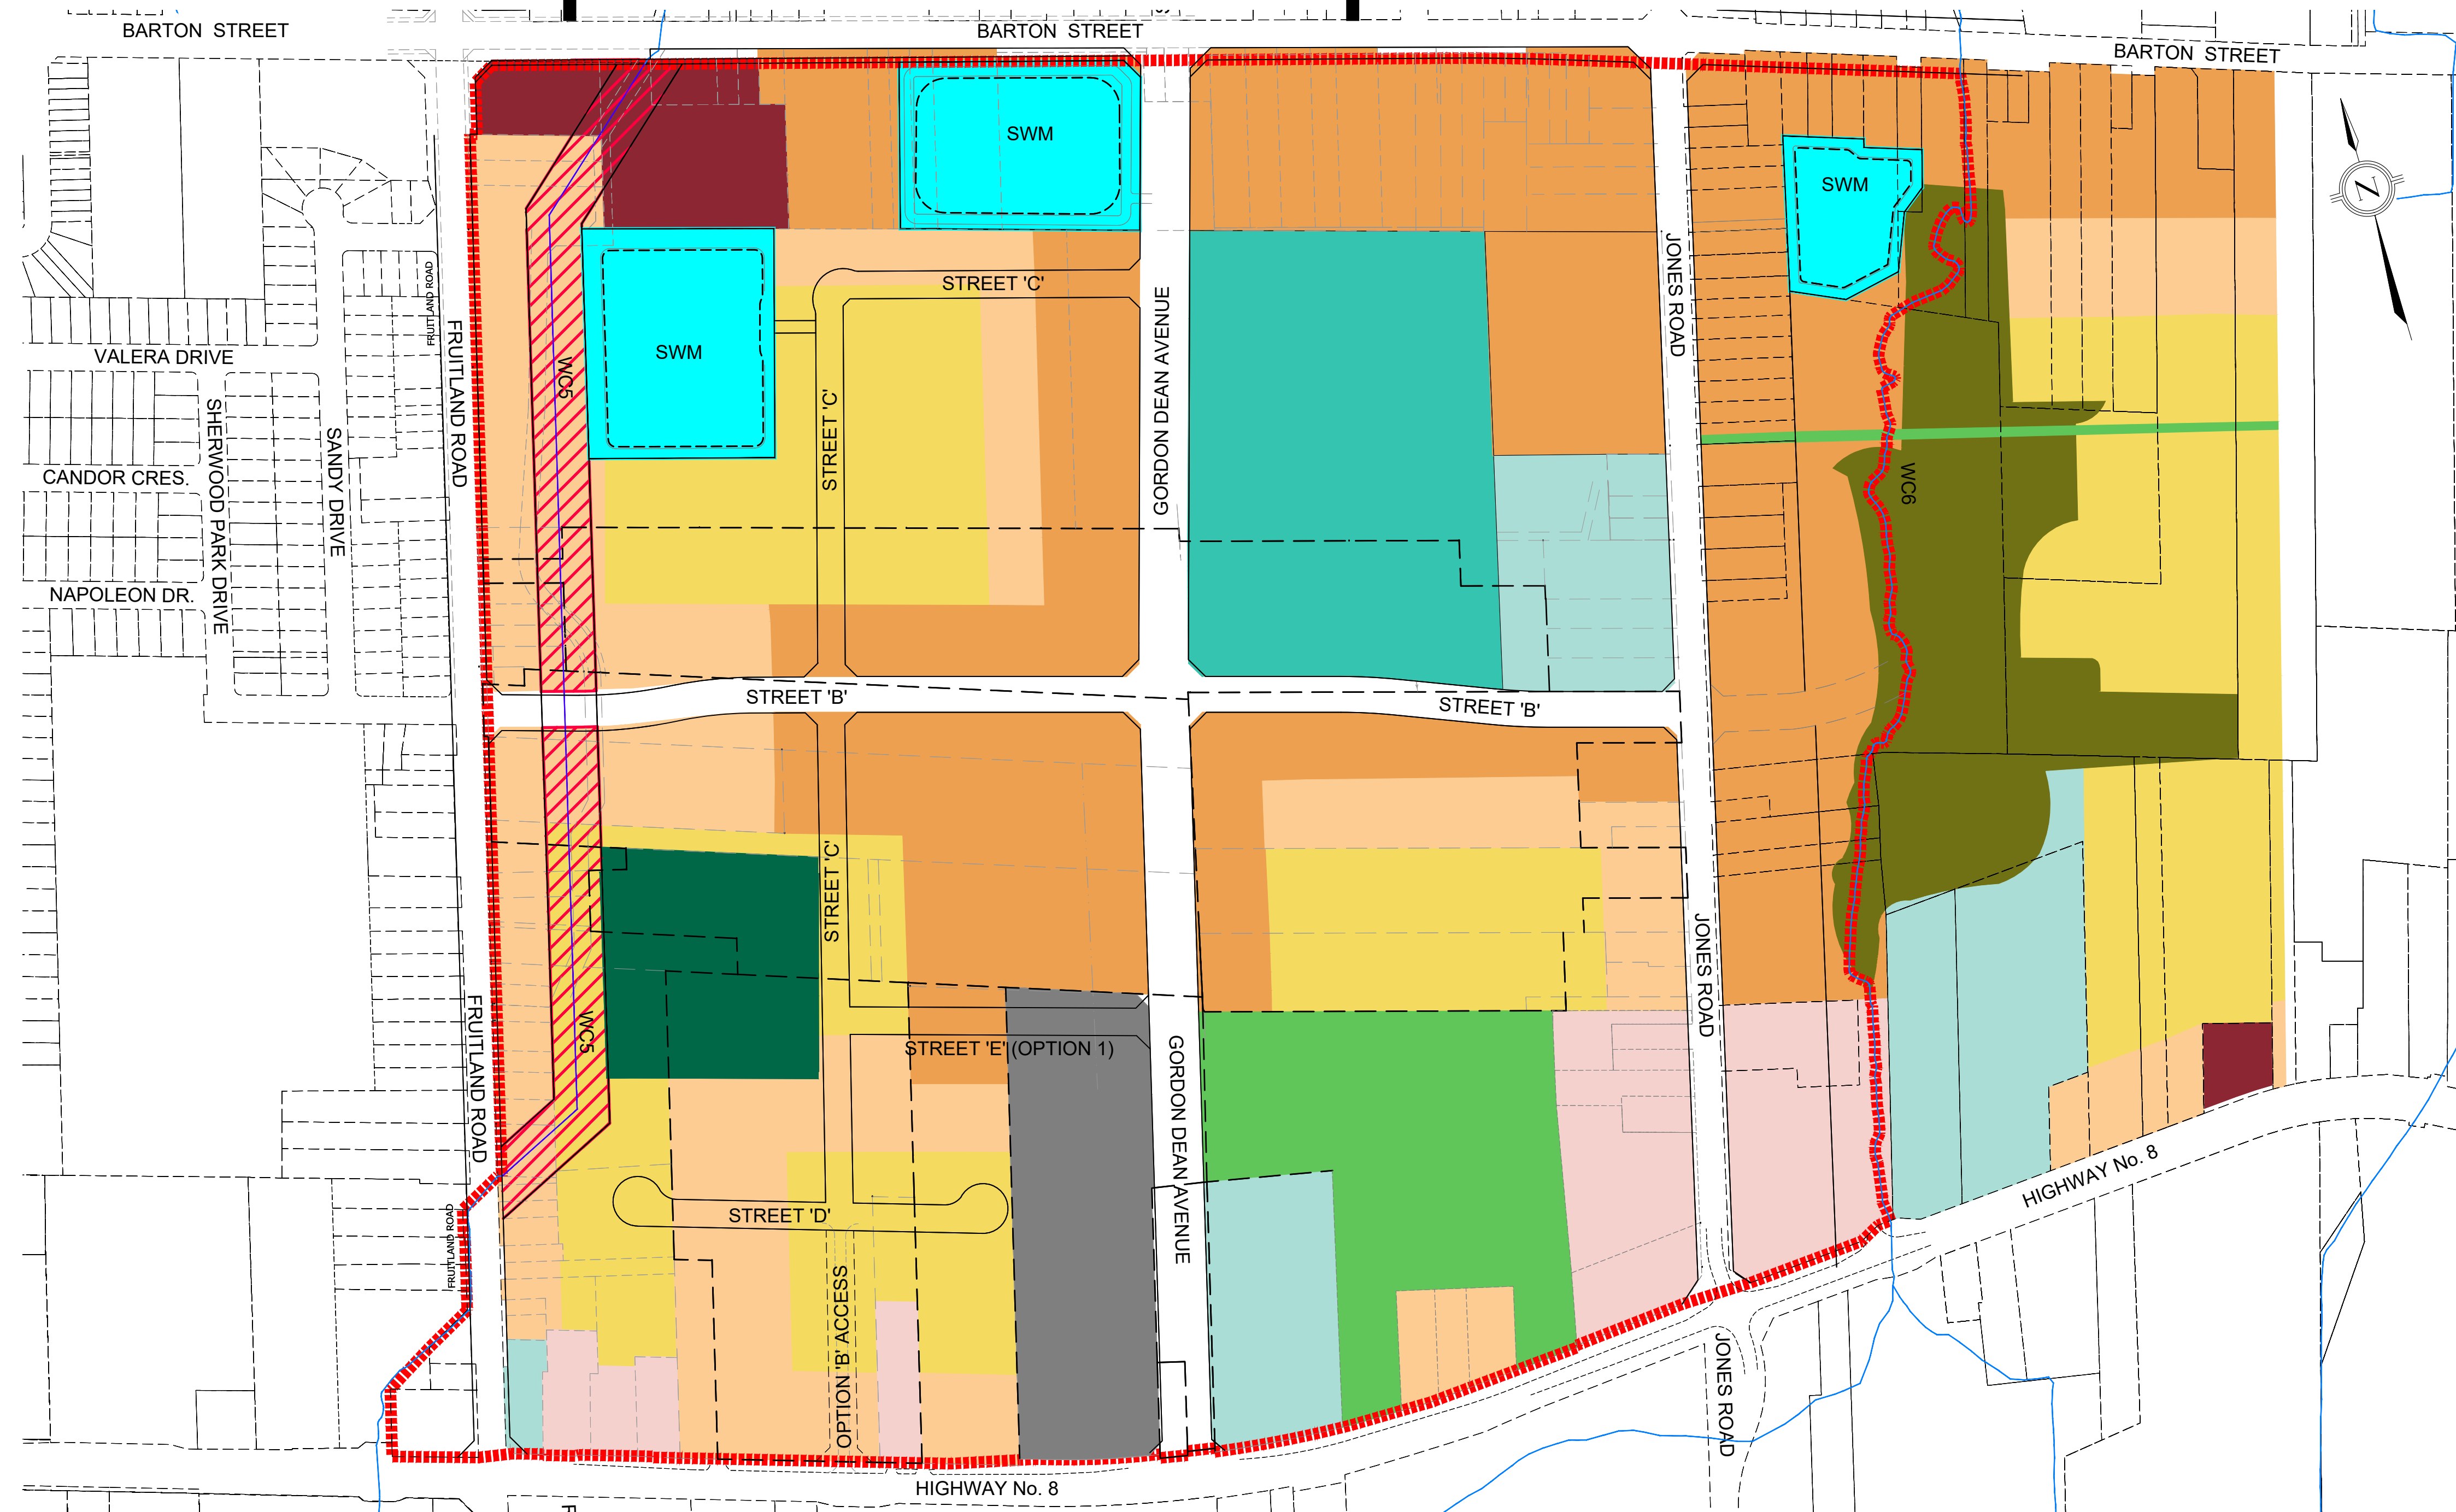 BARTON  STREET
BARTON  STREET
BARTON  STREET
SWM
SWM
SWM
STREET 'C'
STREET 'C'
STREET 'C'
VALERA DRIVE
CANDOR CRES.
NAPOLEON DR.
SHERWOOD PARK DRIVE
SANDY DRIVE
FRUITLAND ROAD
FRUITLAND ROAD
WC5
GORDON DEAN AVENUE
JONES ROAD
WC6
N
STREET 'B'
STREET 'B'
WC5
FRUITLAND ROAD
FRUITLAND ROAD
STREET 'E' (OPTION 1)
GORDON DEAN AVENUE
JONES ROAD
STREET 'D'
OPTION 'B' ACCESS
HIGHWAY No. 8
HIGHWAY No. 8
JONES ROAD